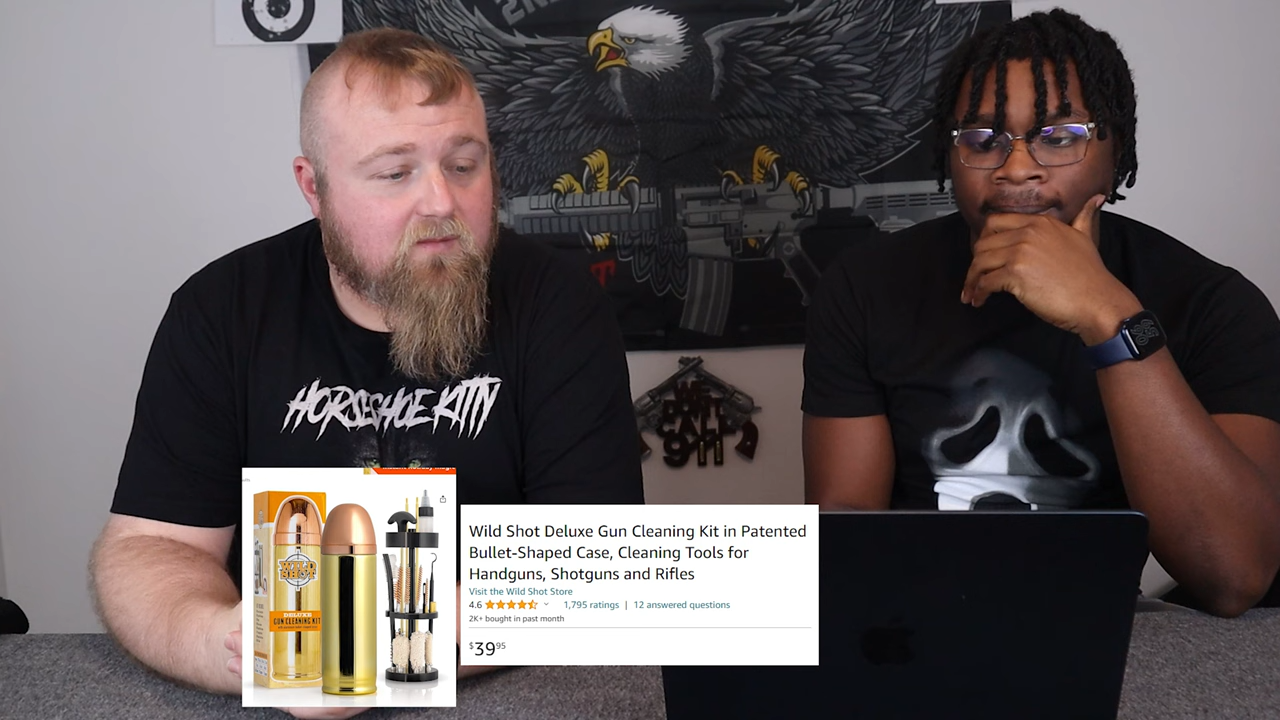 2N
HORSESHOE KITTY
WE
DON'T
CALL
911
WILD
SHOT
DELUXE
GUN CLEANING KIT
Wild Shot Deluxe Gun Cleaning Kit in Patented
Bullet-Shaped Case, Cleaning Tools for
Handguns, Shotguns and Rifles
Visit the Wild Shot Store
4.6 1,795 ratings | 12 answered questions
2K+ bought in past month
$3995